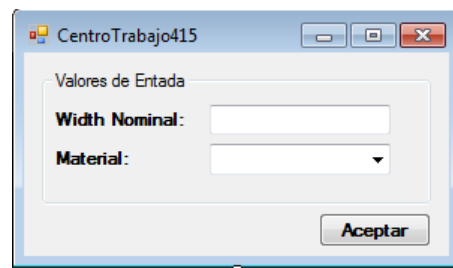 CentroTrabajo415
Valores de Entada
Width Nominal:
Material:
Aceptar